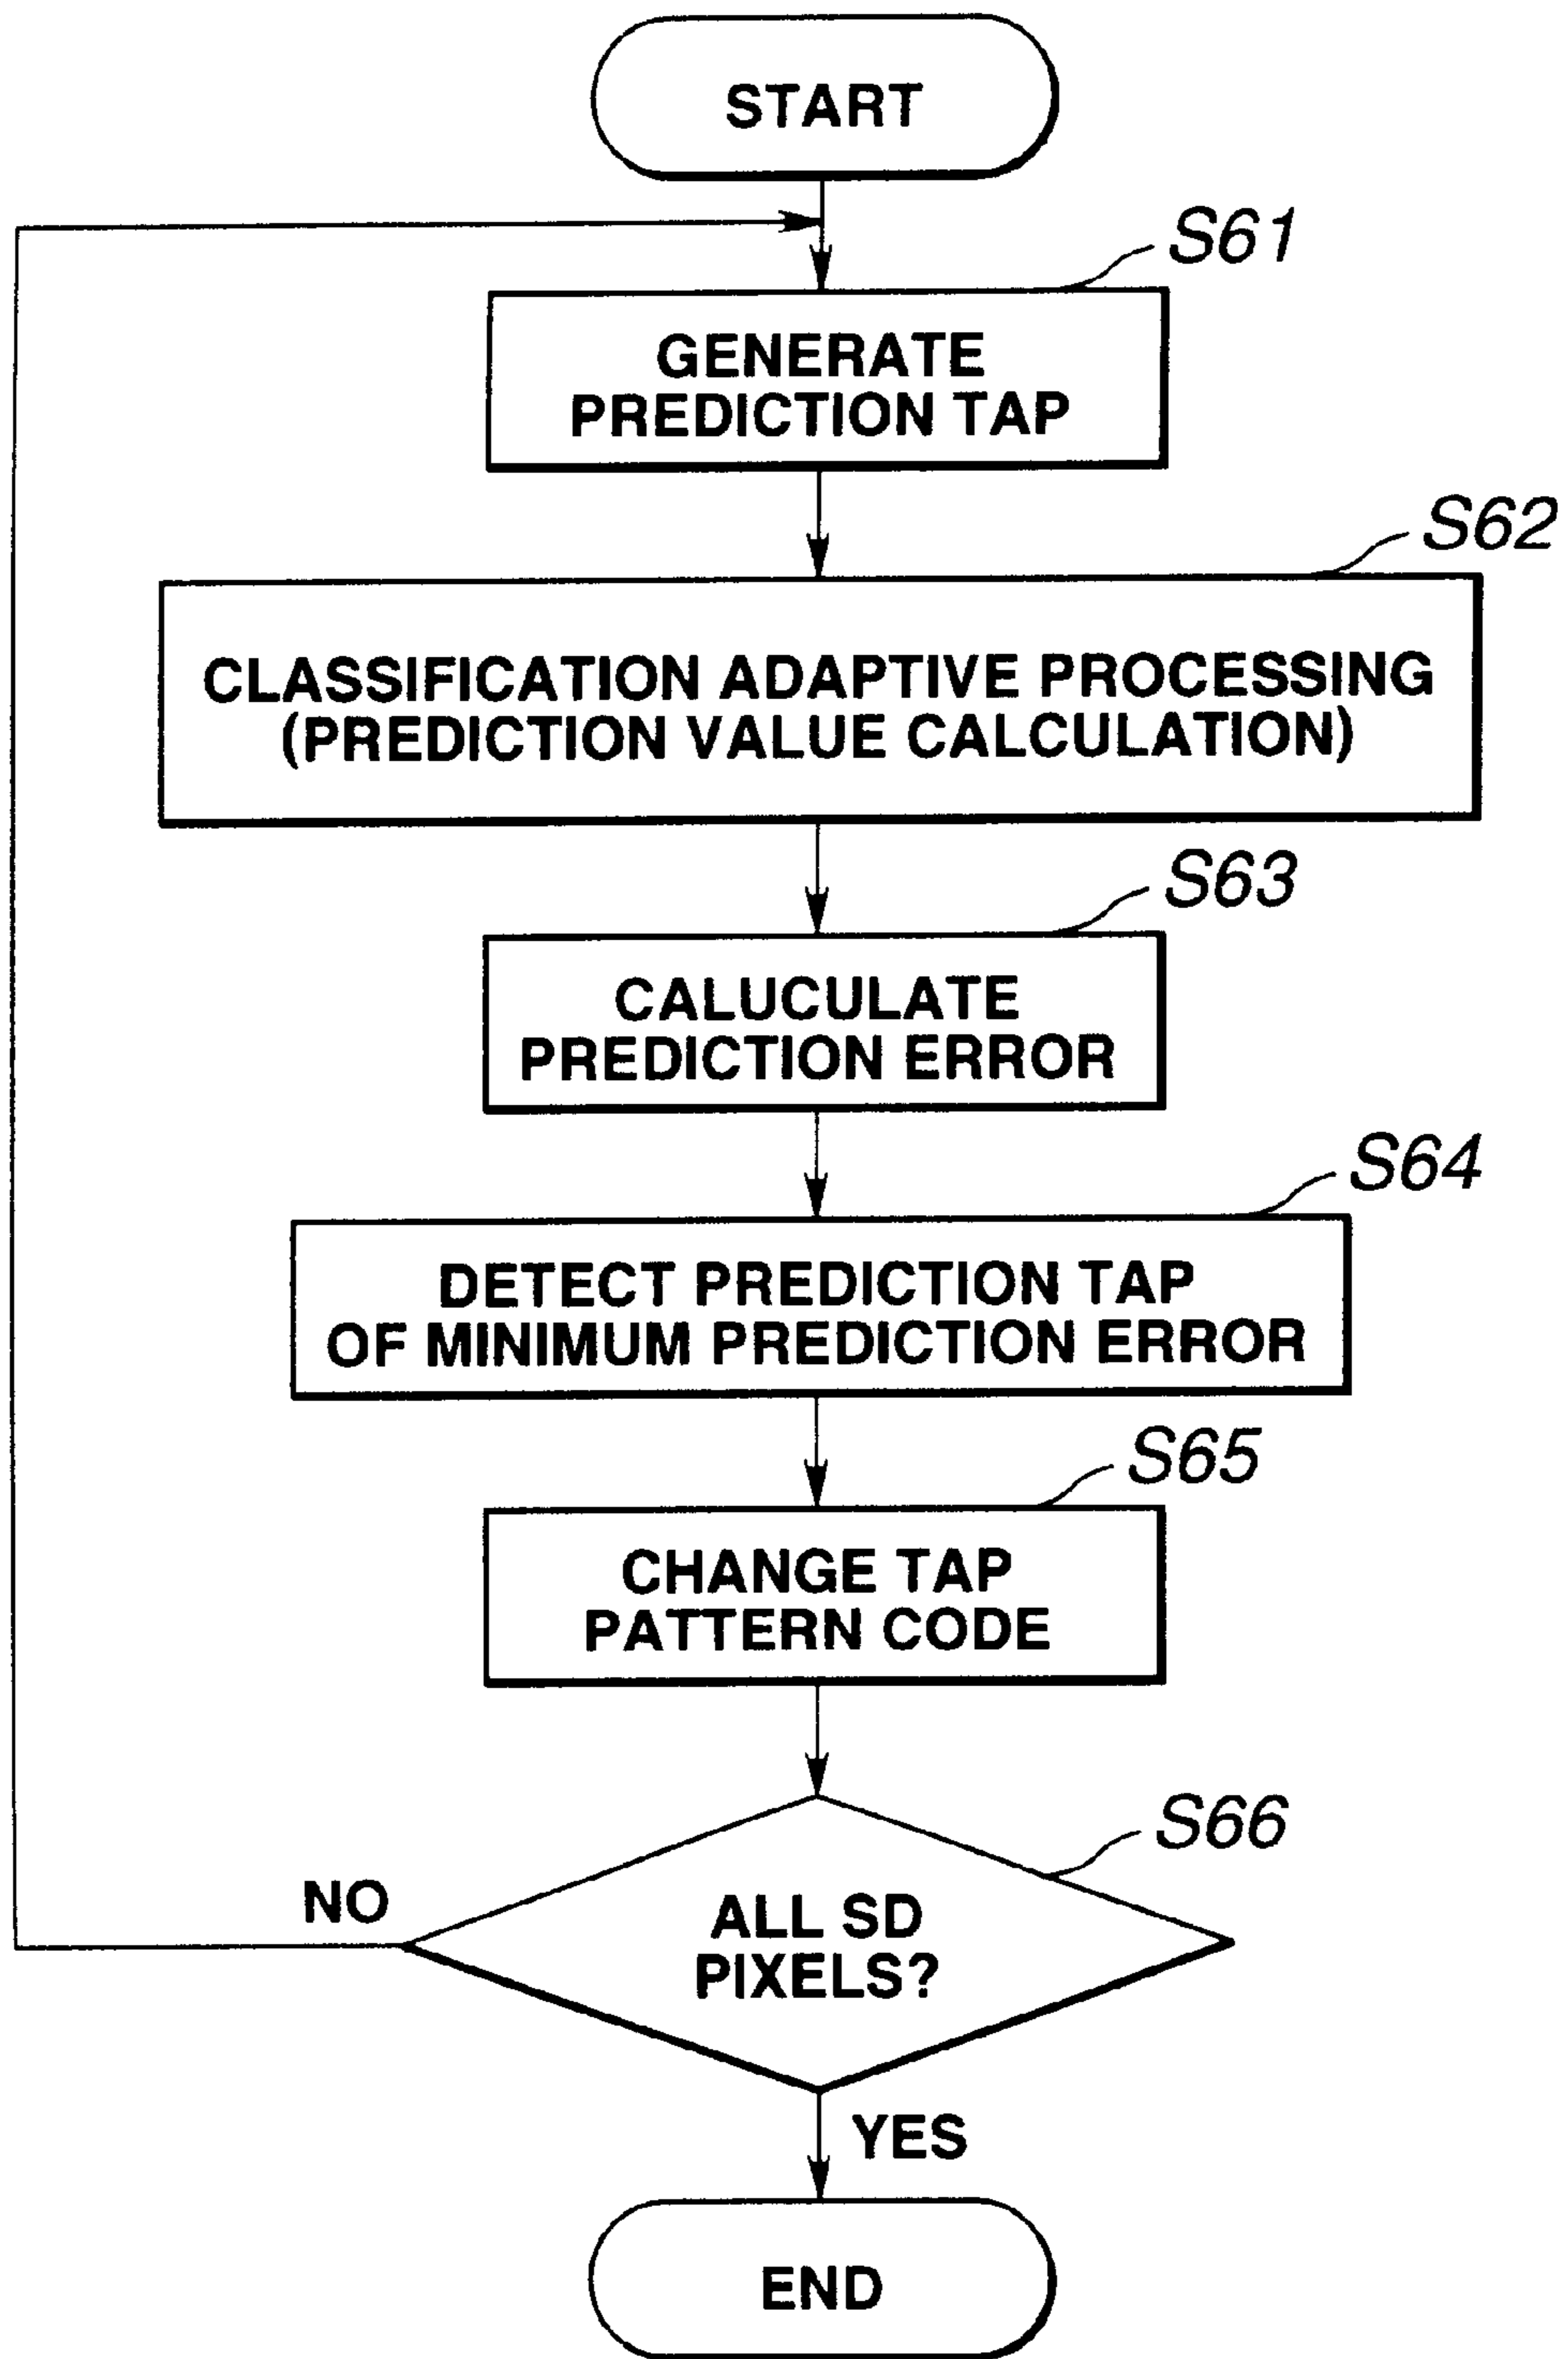 START
S61
GENERATE
PREDICTION TAP
S62
CLASSIFICATION ADAPTIVE PROCESSING
(PREDICTION VALUE CALCULATION)
S63
CALUCULATE
PREDICTION ERROR
S64
DETECT PREDICTION TAP
OF MINIMUM PREDICTION ERROR
S65
CHANGE TAP
PATTERN CODE
S66
NO
ALL SD
PIXELS?
YES
END